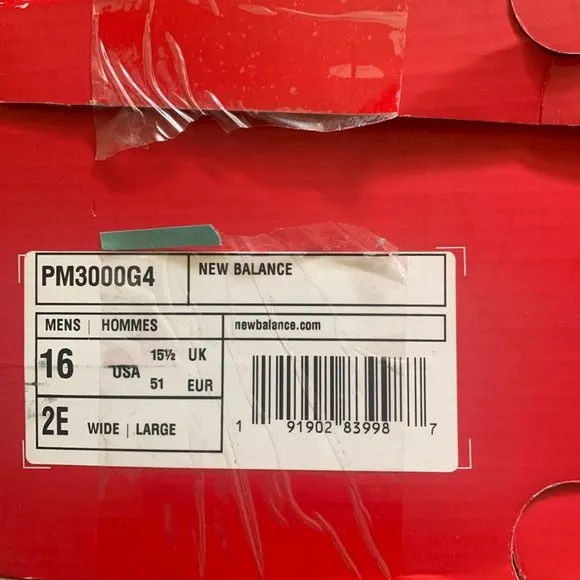 PM3000G4
NEW BALANCE
MENS | HOMMES
newbalance.com
16 USA 15½ UK
51 EUR
2E WIDE | LARGE
1 91902 83998 7